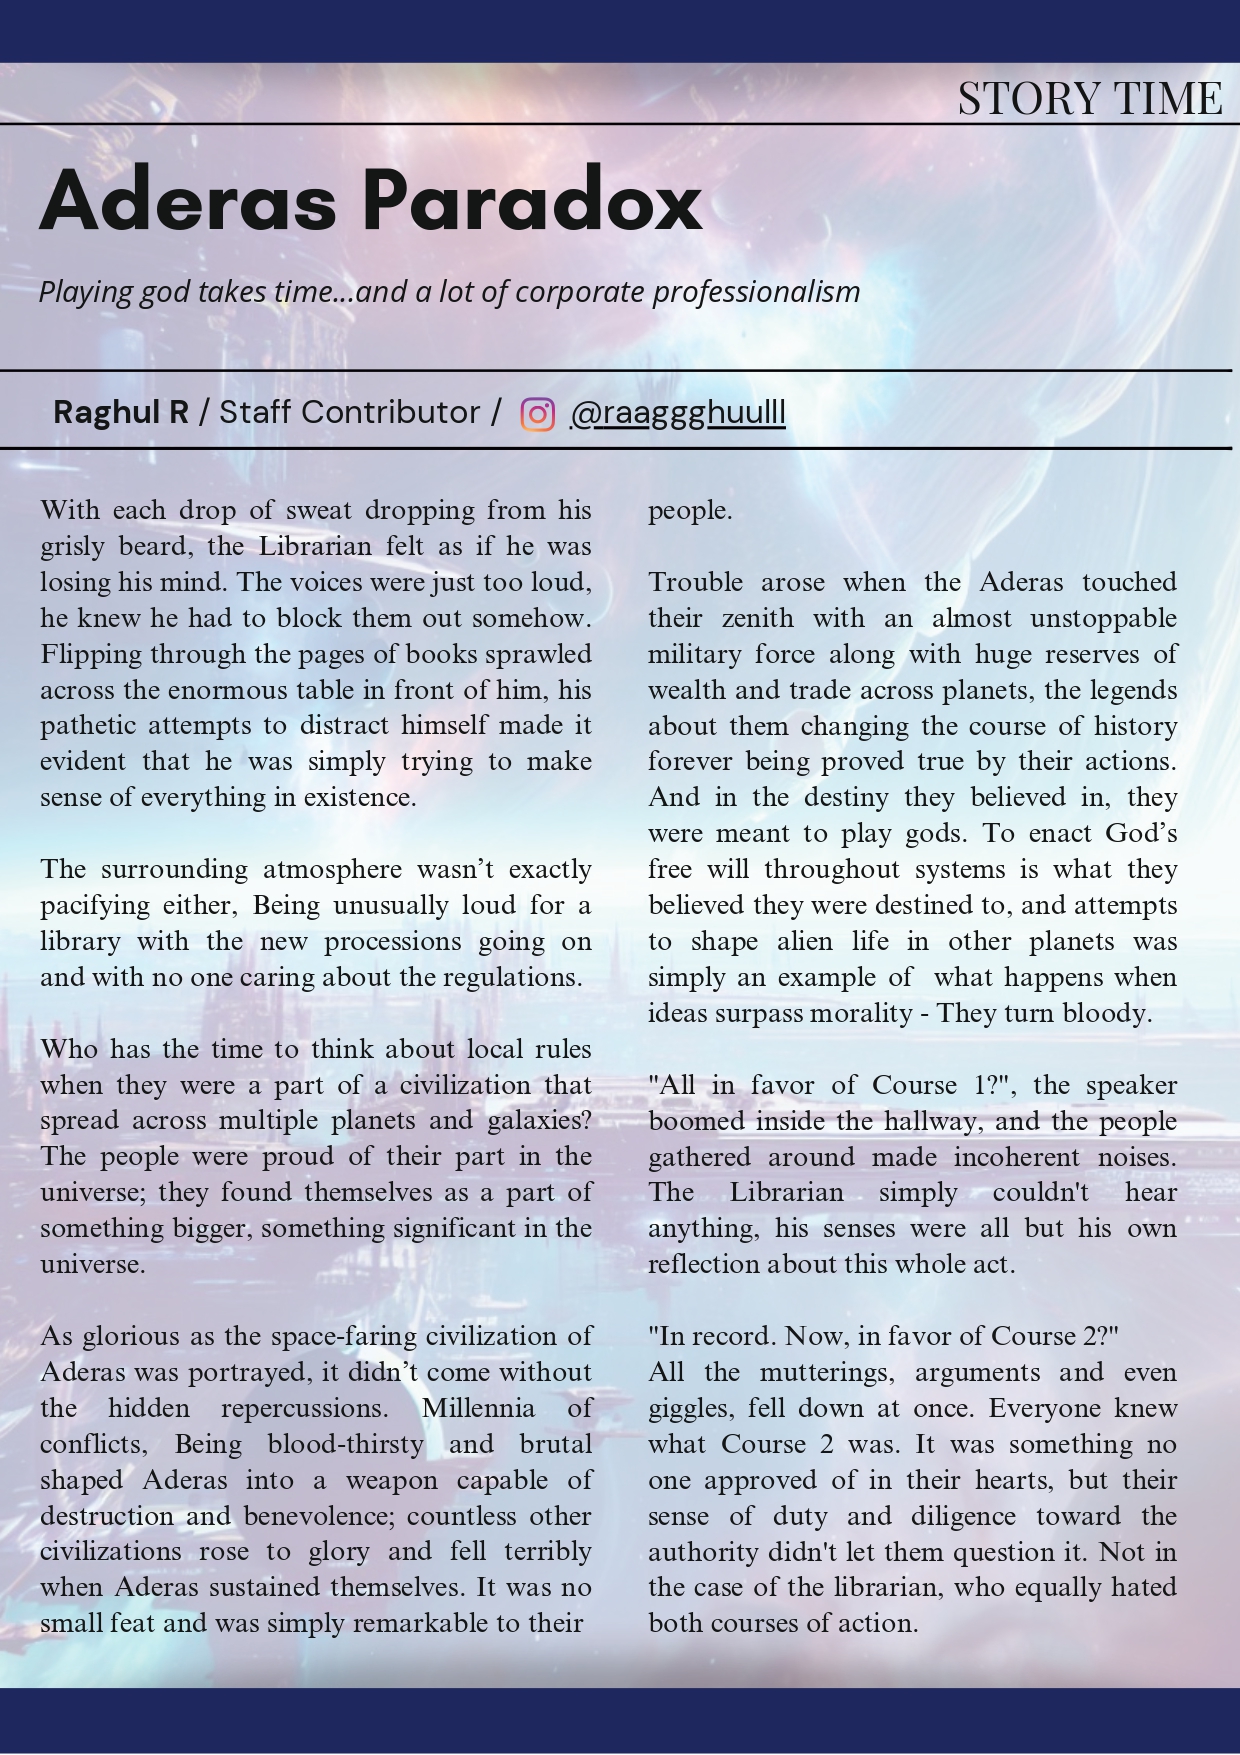 STORY TIME
Aderas Paradox
Playing god takes time...and a lot of corporate professionalism
Raghul R / Staff Contributor / @raaggghuulll
With each drop of sweat dropping from his
grisly beard, the Librarian felt as if he was
losing his mind. The voices were just too loud,
he knew he had to block them out somehow.
Flipping through the pages of books sprawled
across the enormous table in front of him, his
pathetic attempts to distract himself made it
evident that he was simply trying to make
sense of everything in existence.
The surrounding atmosphere wasn’t exactly
pacifying either, Being unusually loud for a
library with the new processions going on
and with no one caring about the regulations.
Who has the time to think about local rules
when they were a part of a civilization that
spread across multiple planets and galaxies?
The people were proud of their part in the
universe; they found themselves as a part of
something bigger, something significant in the
universe.
As glorious as the space-faring civilization of
Aderas was portrayed, it didn’t come without
the hidden repercussions. Millennia of
conflicts, Being blood-thirsty and brutal
shaped Aderas into a weapon capable of
destruction and benevolence; countless other
civilizations rose to glory and fell terribly
when Aderas sustained themselves. It was no
small feat and was simply remarkable to their
people.
Trouble arose when the Aderas touched
their zenith with an almost unstoppable
military force along with huge reserves of
wealth and trade across planets, the legends
about them changing the course of history
forever being proved true by their actions.
And in the destiny they believed in, they
were meant to play gods. To enact God’s
free will throughout systems is what they
believed they were destined to, and attempts
to shape alien life in other planets was
simply an example of  what happens when
ideas surpass morality - They turn bloody.
"All in favor of Course 1?", the speaker
boomed inside the hallway, and the people
gathered around made incoherent noises.
The Librarian simply couldn't hear
anything, his senses were all but his own
reflection about this whole act.
"In record. Now, in favor of Course 2?"
All the mutterings, arguments and even
giggles, fell down at once. Everyone knew
what Course 2 was. It was something no
one approved of in their hearts, but their
sense of duty and diligence toward the
authority didn't let them question it. Not in
the case of the librarian, who equally hated
both courses of action.